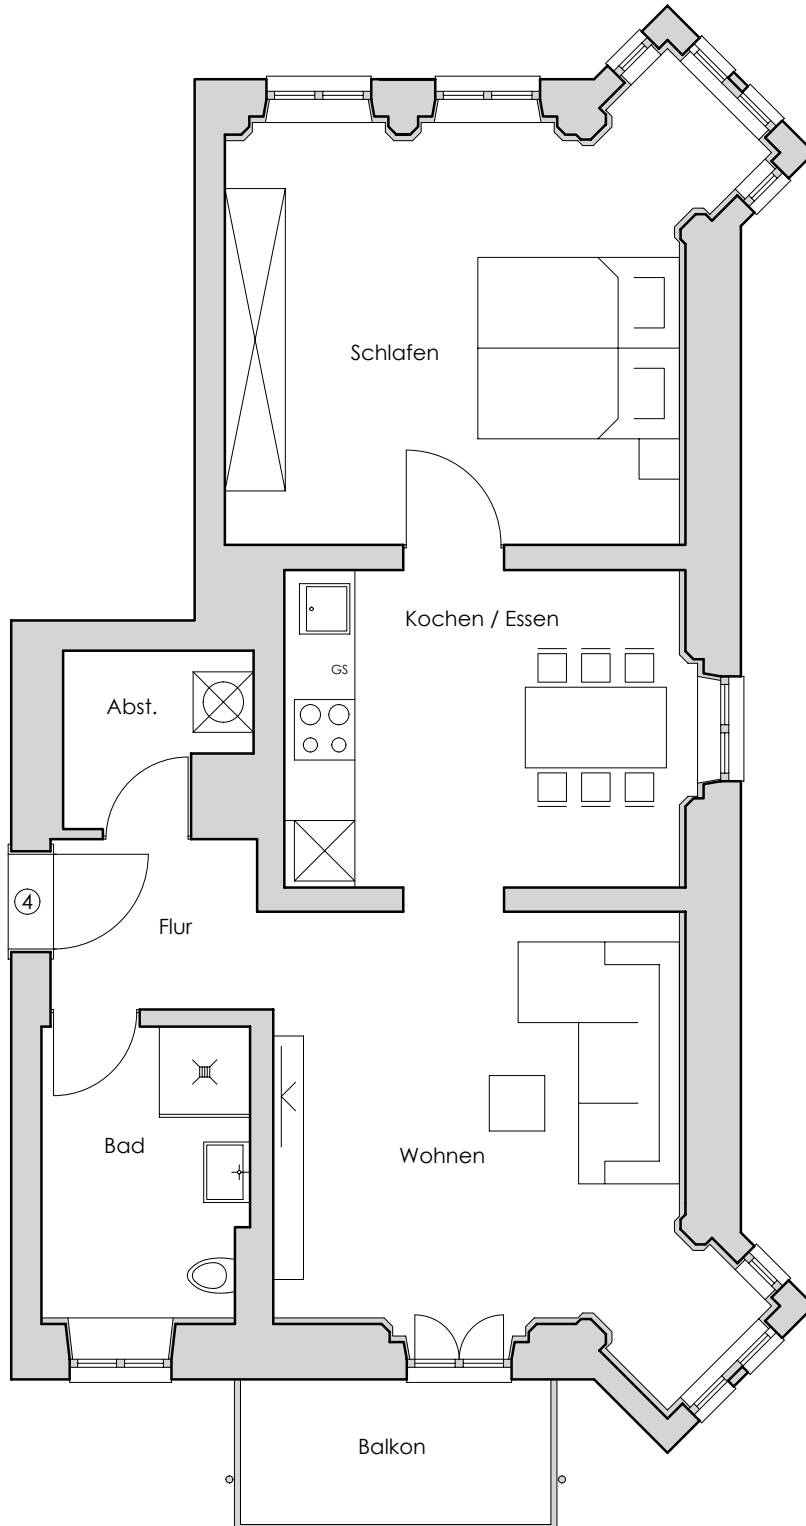 Schlafen
Kochen / Essen
GS
Abst.
4
Flur
Bad
Wohnen
Balkon